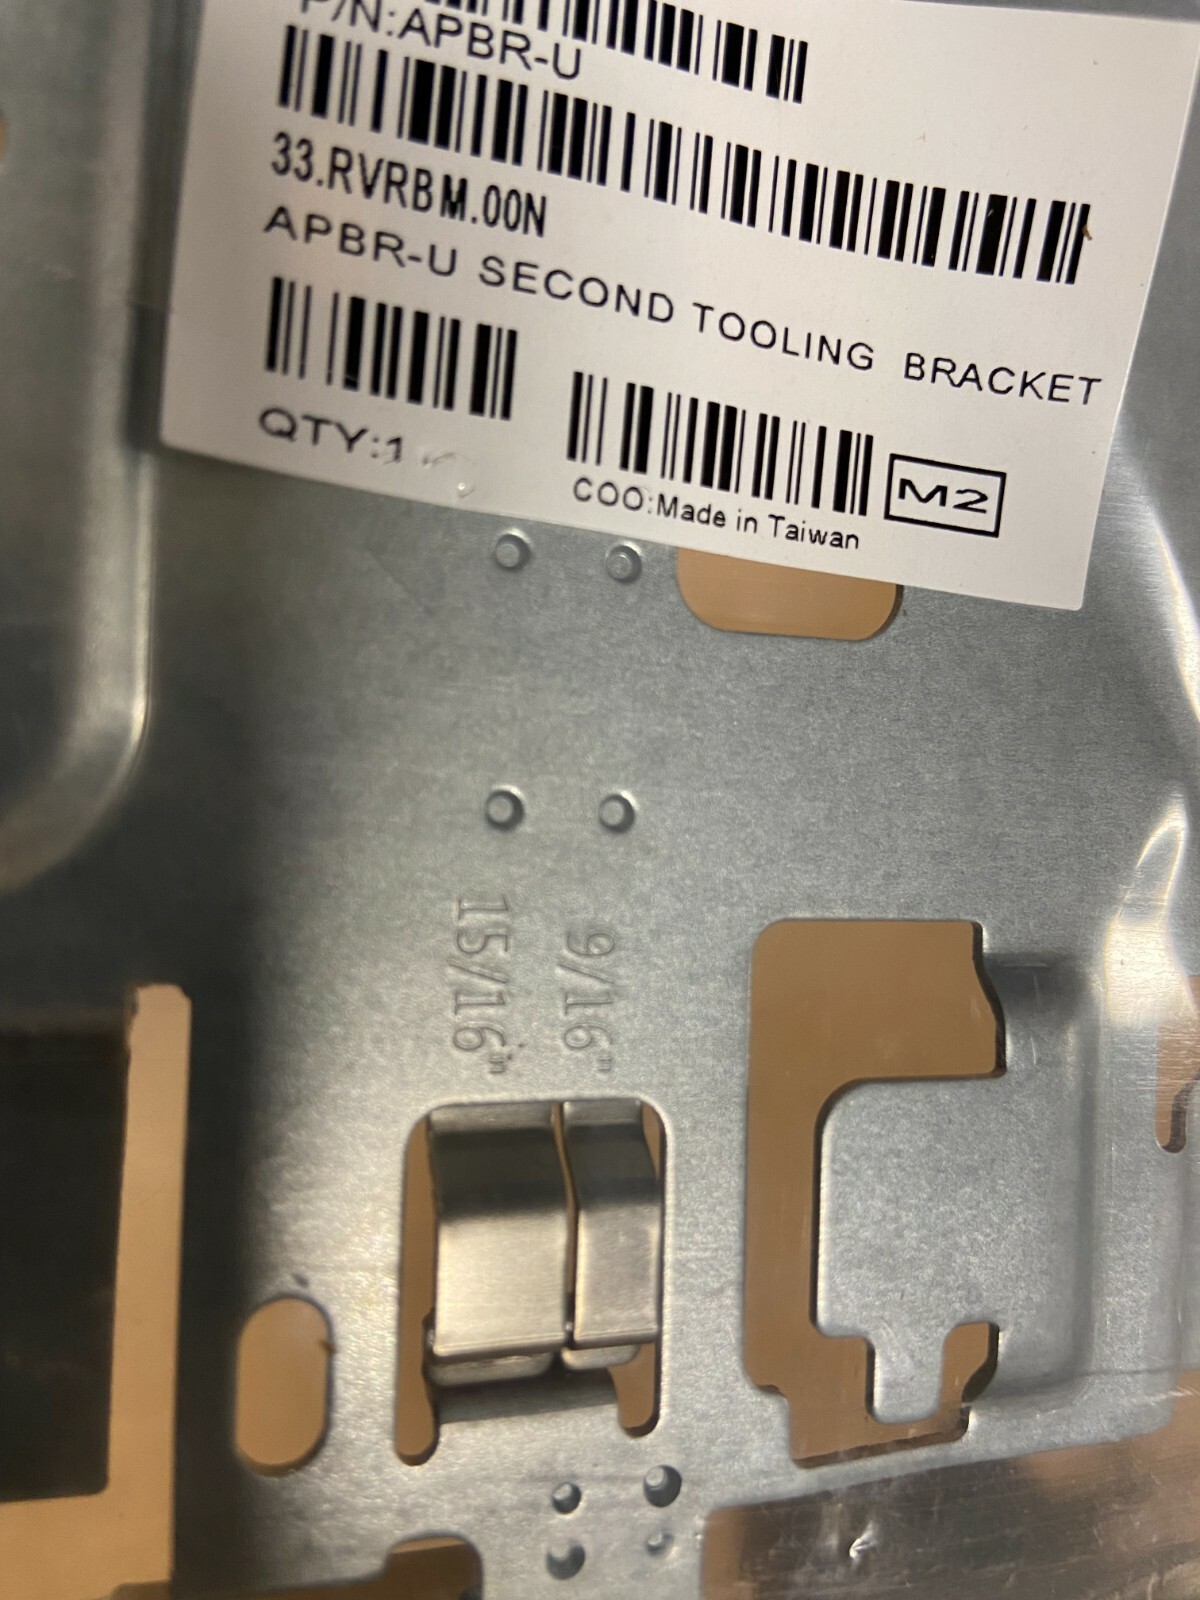 P/N:APBR-U
33.RVRBM.00N
APBR-U SECOND TOOLING BRACKET
QTY:1
COO:Made in Taiwan
M2
15/16"
9/16"